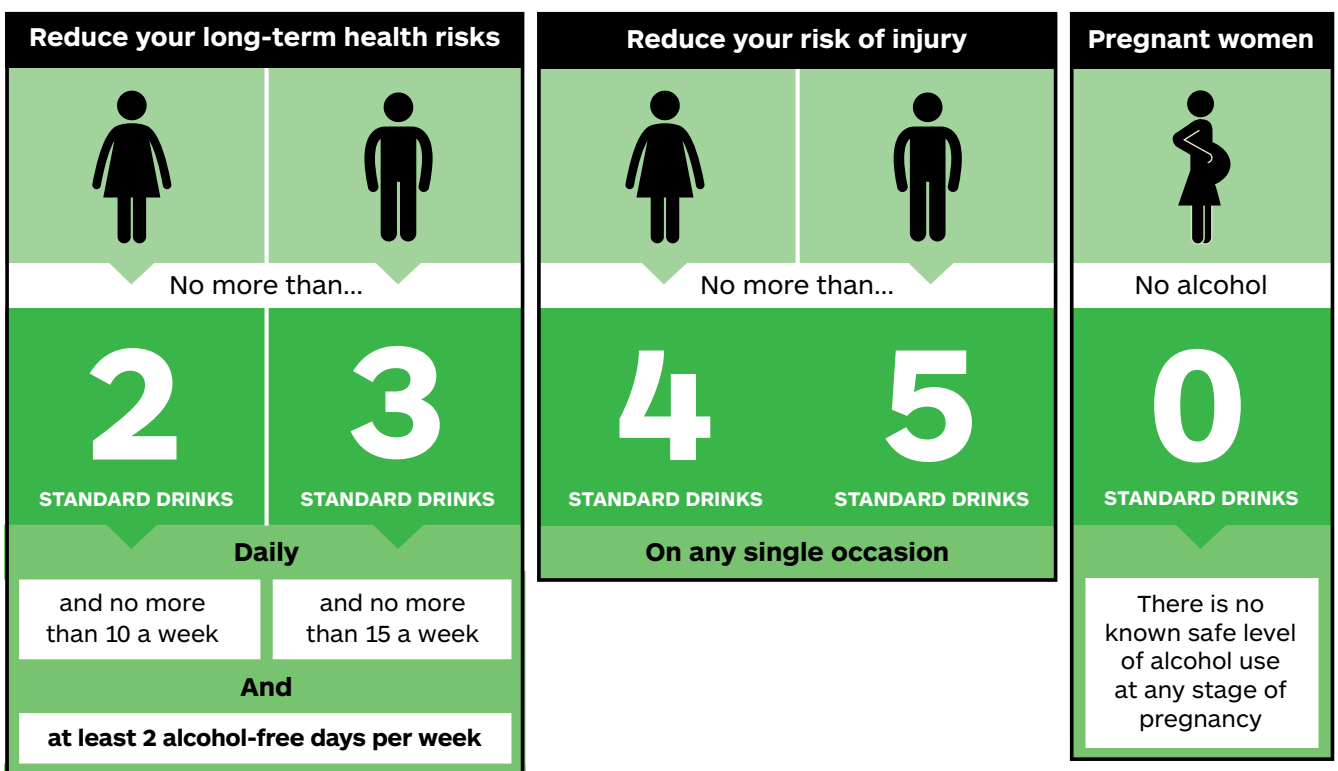 Reduce your long-term health risks
No more than...
2
3
STANDARD DRINKS
STANDARD DRINKS
Daily
and no more
than 10 a week
and no more
than 15 a week
And
at least 2 alcohol-free days per week
Reduce your risk of injury
No more than...
4
5
STANDARD DRINKS
STANDARD DRINKS
On any single occasion
Pregnant women
No alcohol
0
STANDARD DRINKS
There is no
known safe level
of alcohol use
at any stage of
pregnancy